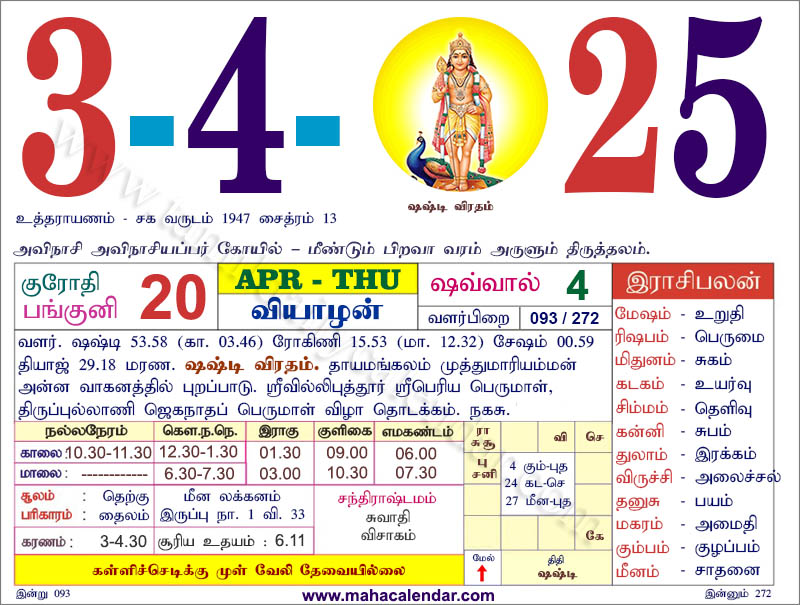 3-4- 25
ஷஷ்டி விரதம்
உத்தராயணம் - சக வருடம் 1947 சைத்ரம் 13
அவிநாசி அவிநாசியப்பர் கோயில் – மீண்டும் பிறவா வரம் அருளும் திருத்தலம்.
குரோதி
பங்குனி 20
APR - THU
வியாழன்
ஷவ்வால் 4
வளர்பிறை 093 / 272
வளர். ஷஷ்டி 53.58 (கா. 03.46) ரோகிணி 15.53 (மா. 12.32) சேஷம் 00.59
தியாஜ் 29.18 மரண. ஷஷ்டி விரதம். தாயமங்கலம் முத்துமாரியம்மன்
அன்ன வாகனத்தில் புறப்பாடு. ஸ்ரீவில்லிபுத்தூர் ஸ்ரீபெரிய பெருமாள்,
திருப்புல்லாணி ஜெகநாதப் பெருமாள் விழா தொடக்கம். நகசு.
இராசிபலன்
மேஷம் - உறுதி
ரிஷபம் - பெருமை
மிதுனம் - சுகம்
கடகம் - உயர்வு
சிம்மம் - தெளிவு
கன்னி - சுபம்
துலாம் - இரக்கம்
விருச்சி - அலைச்சல்
தனுசு - பயம்
மகரம் - அமைதி
கும்பம் - குழப்பம்
மீனம் - சாதனை
நல்லநேரம் கௌ.ந.நெ. இராகு குளிகை எமகண்டம்
காலை: 10.30-11.30 12.30-1.30 01.30 09.00 06.00
மாலை: ------------ 6.30-7.30 03.00 10.30 07.30
சூலம் : தெற்கு
பரிகாரம் : தைலம்
மீன லக்கனம்
இருப்பு நா. 1 வி. 33
சந்திராஷ்டமம்
சுவாதி
விசாகம்
கரணம் : 3-4.30 சூரிய உதயம் : 6.11
ரா
சு சூ
பு
சனி
வி
செ
4 கும்-புத
24 கட-செ
27 மீன-புத
கே
மேல்
திதி
ஷஷ்டி
கள்ளிச்செடிக்கு முள் வேலி தேவையில்லை
இன்று 093
www.mahacalendar.com
இன்னும் 272